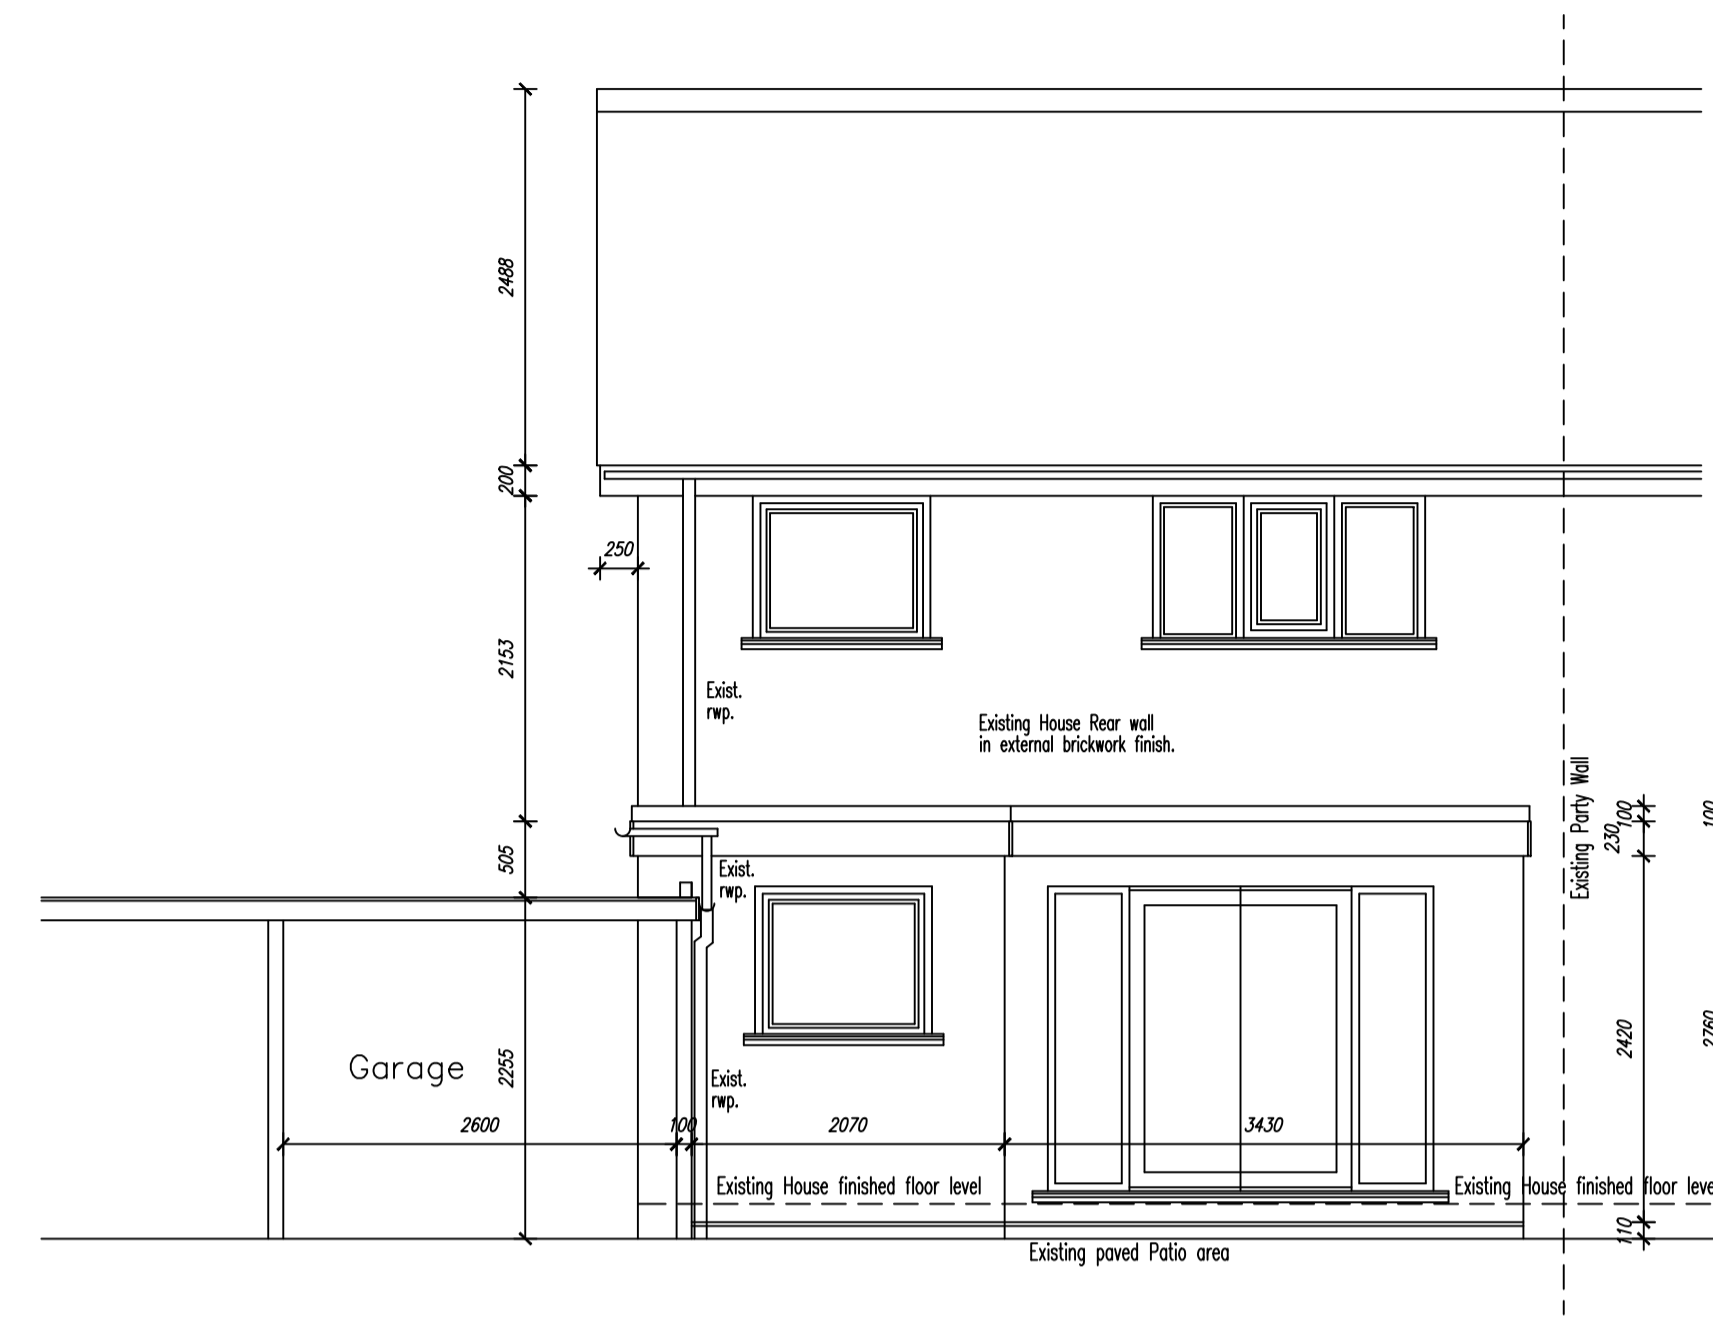 2488
200
250
2153
Exist.
rwp.
Existing House Rear wall
in external brickwork finish.
Existing Party Wall
100
230
100
505
Exist.
rwp.
2420
2760
Garage
2255
Exist.
rwp.
2600
100
2070
3430
Existing House finished floor level
Existing House finished floor leve
110
Existing paved Patio area